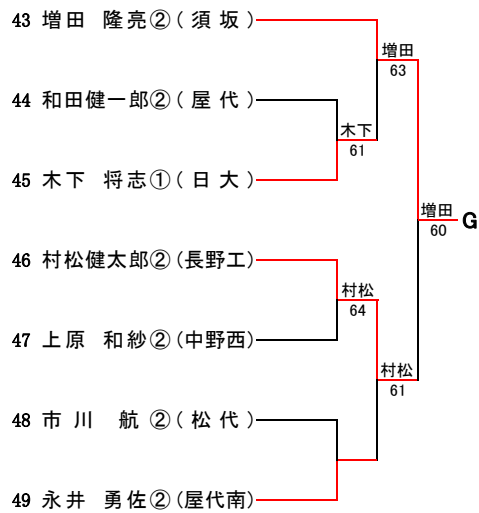 43 増田 隆亮②(須坂)
増田
63
44 和田健一郎②(屋代)
木下
61
45 木下 将志①(日大)
増田
60
G
46 村松健太郎②(長野工)
村松
64
47 上原 和紗②(中野西)
村松
61
48 市川 航②(松代)
49 永井 勇佐②(屋代南)